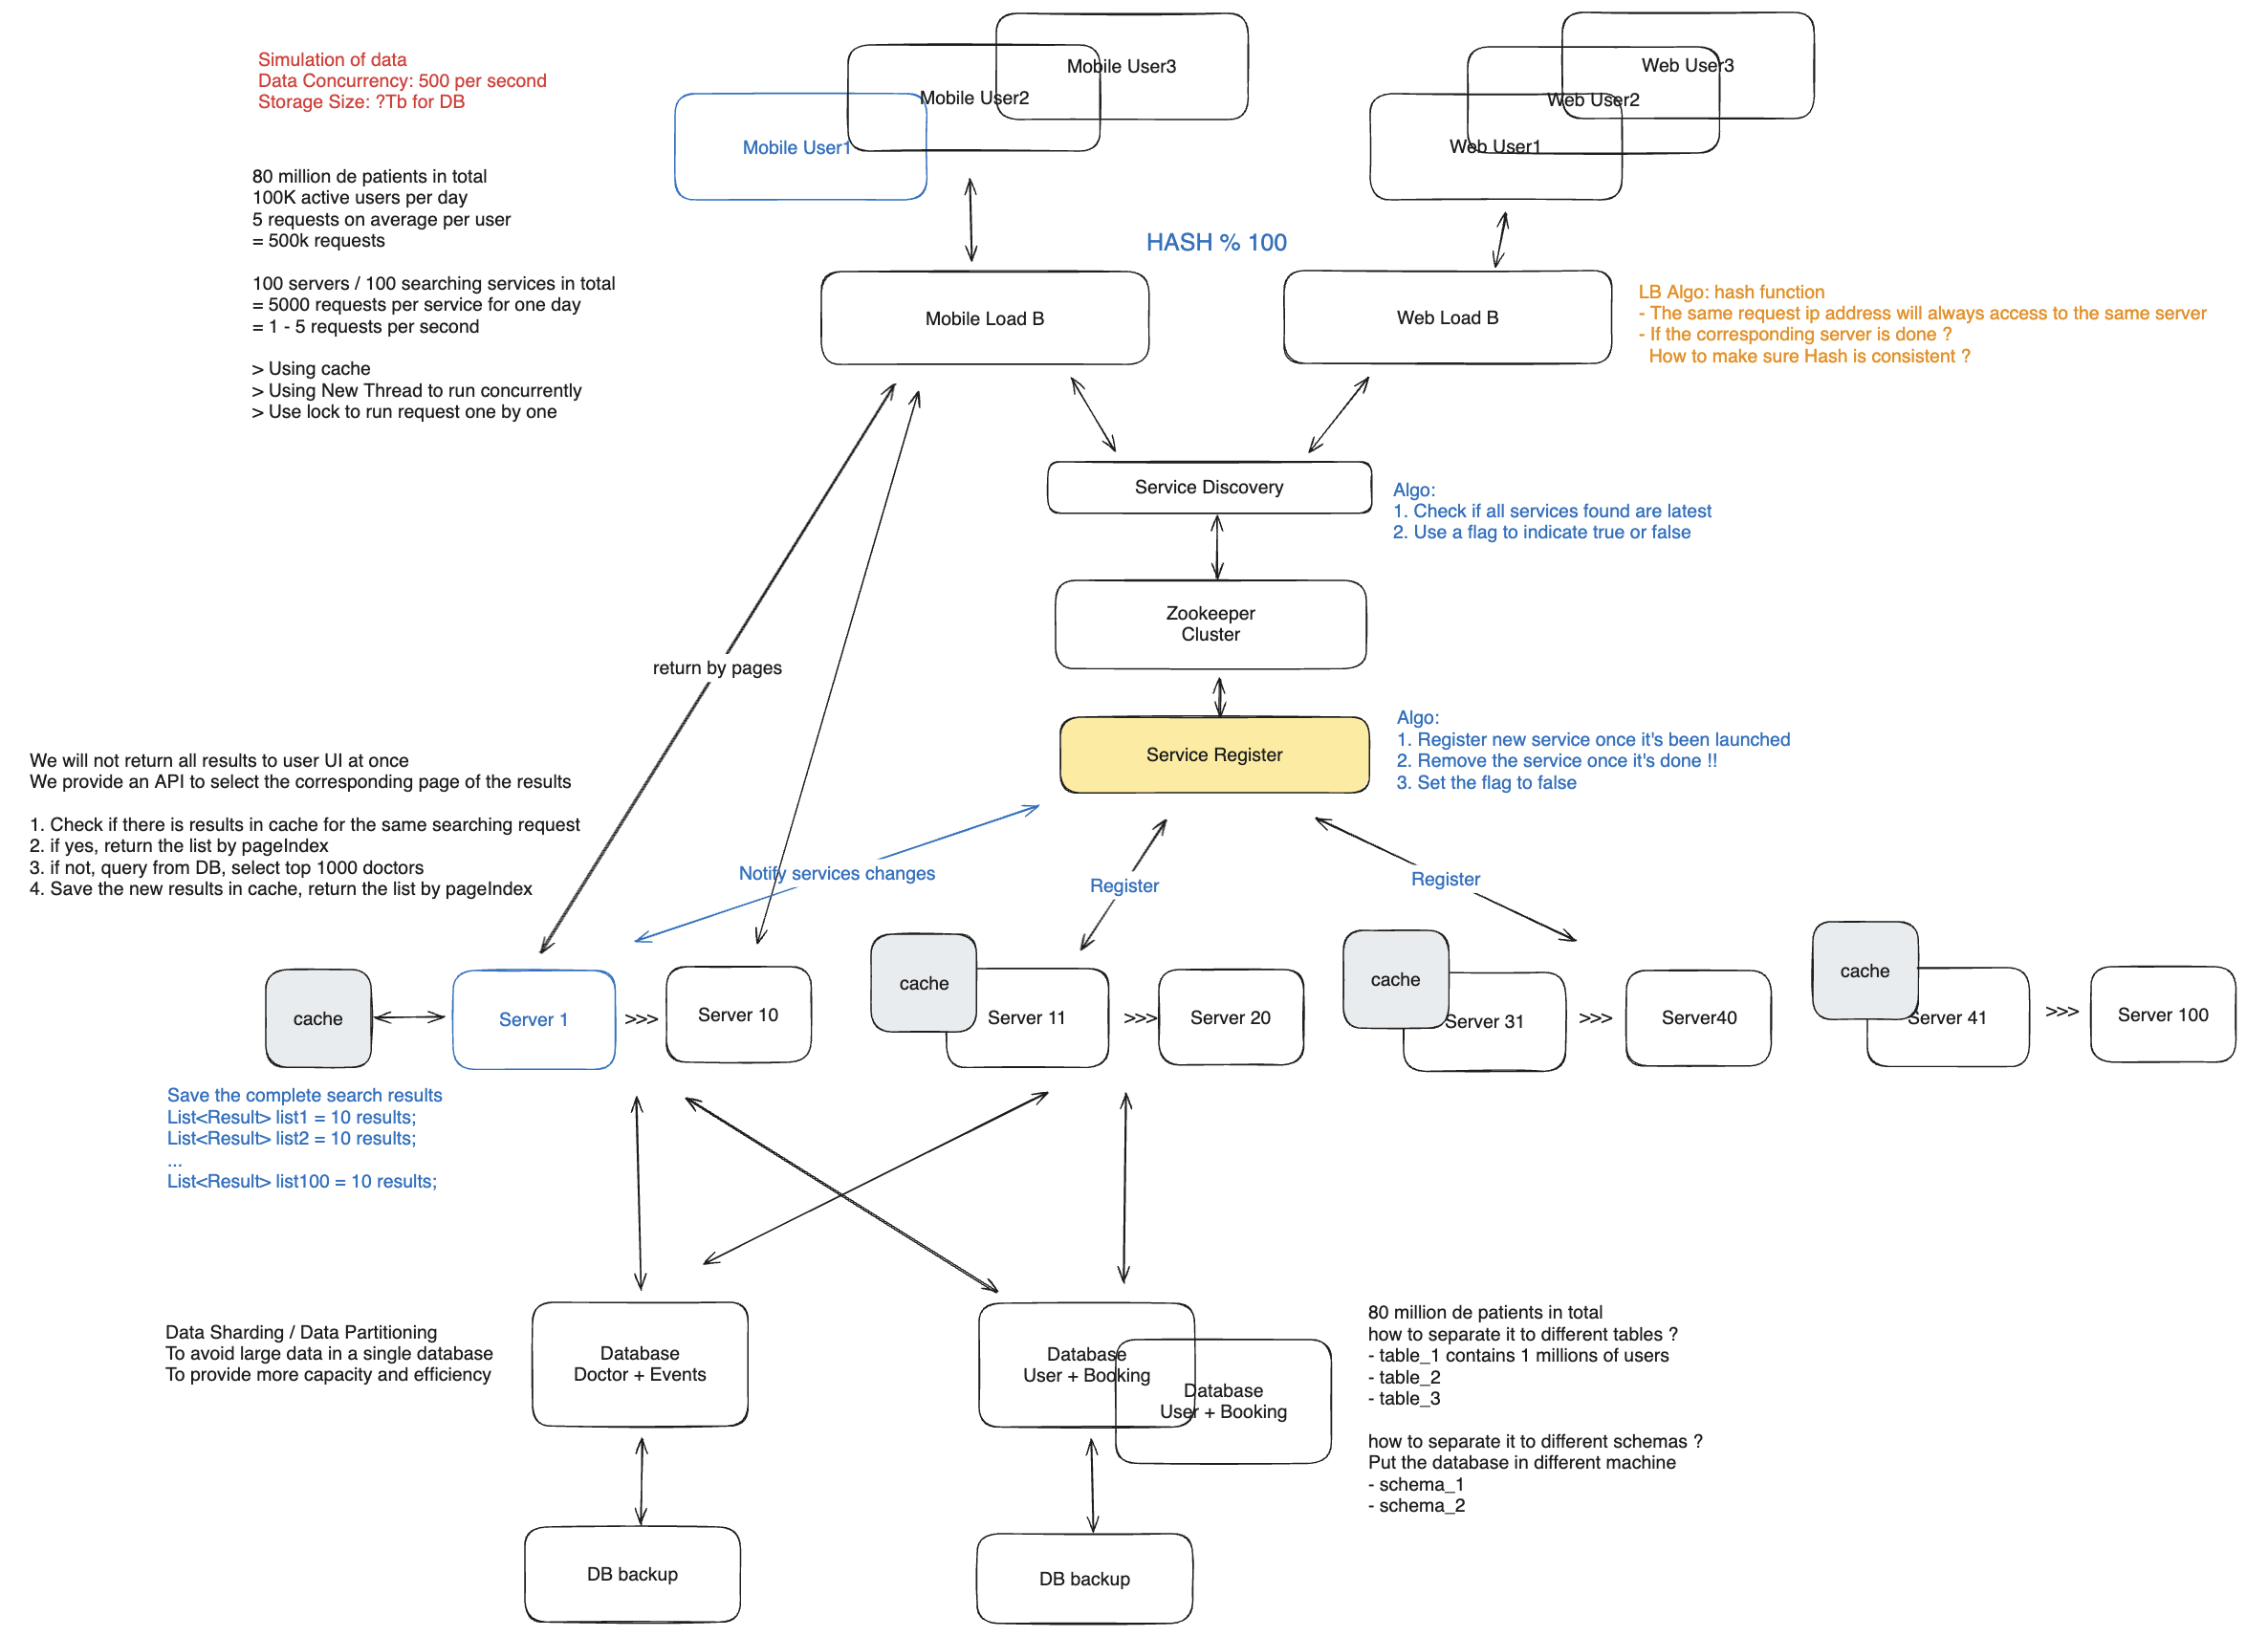 Simulation of data
Data Concurrency: 500 per second
Storage Size: ?Tb for DB
Mobile User3
Mobile User2
Mobile User1
Web User3
Web User2
Web User1
80 million de patients in total
100K active users per day
5 requests on average per user
= 500k requests
100 servers / 100 searching services in total
= 5000 requests per service for one day
= 1 - 5 requests per second
> Using cache
> Using New Thread to run concurrently
> Use lock to run request one by one
HASH % 100
Mobile Load B
Web Load B
LB Algo: hash function
- The same request ip address will always access to the same server
- If the corresponding server is done ?
How to make sure Hash is consistent ?
Service Discovery
Algo:
1. Check if all services found are latest
2. Use a flag to indicate true or false
Zookeeper
Cluster
return by pages
Service Register
Algo:
1. Register new service once it's been launched
2. Remove the service once it's done !!
3. Set the flag to false
We will not return all results to user UI at once
We provide an API to select the corresponding page of the results
1. Check if there is results in cache for the same searching request
2. if yes, return the list by pageIndex
3. if not, query from DB, select top 1000 doctors
4. Save the new results in cache, return the list by pageIndex
Notify services changes
Register
Register
cache
Server 1
>>>
Server 10
cache
Server 11
>>>
Server 20
cache
Server 31
>>>
Server40
cache
Server 41
>>>
Server 100
Save the complete search results
List<Result> list1 = 10 results;
List<Result> list2 = 10 results;
...
List<Result> list100 = 10 results;
Data Sharding / Data Partitioning
To avoid large data in a single database
To provide more capacity and efficiency
Database
Doctor + Events
Database
User + Booking
Database
User + Booking
80 million de patients in total
how to separate it to different tables ?
- table_1 contains 1 millions of users
- table_2
- table_3
how to separate it to different schemas ?
Put the database in different machine
- schema_1
- schema_2
DB backup
DB backup